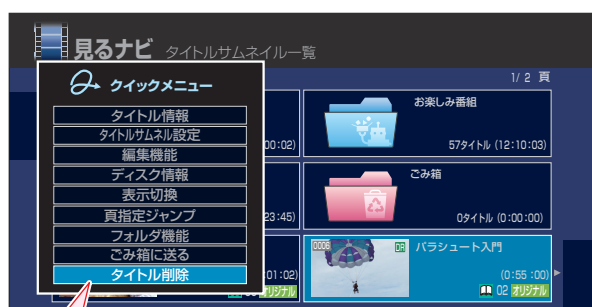 見るナビ タイトルサムネイル一覧
1/ 2 頁
クイックメニュー
タイトル情報
タイトルサムネル設定
編集機能
ディスク情報
表示切換
頁指定ジャンプ
フォルダ機能
ごみ箱に送る
タイトル削除
00:02)
お楽しみ番組
57タイトル (12:10:03)
23:45)
ごみ箱
0タイトル (0:00:00)
01:02)
オリジナル
0006
DR パラシュート入門
(0:55 :00)
02 オリジナル